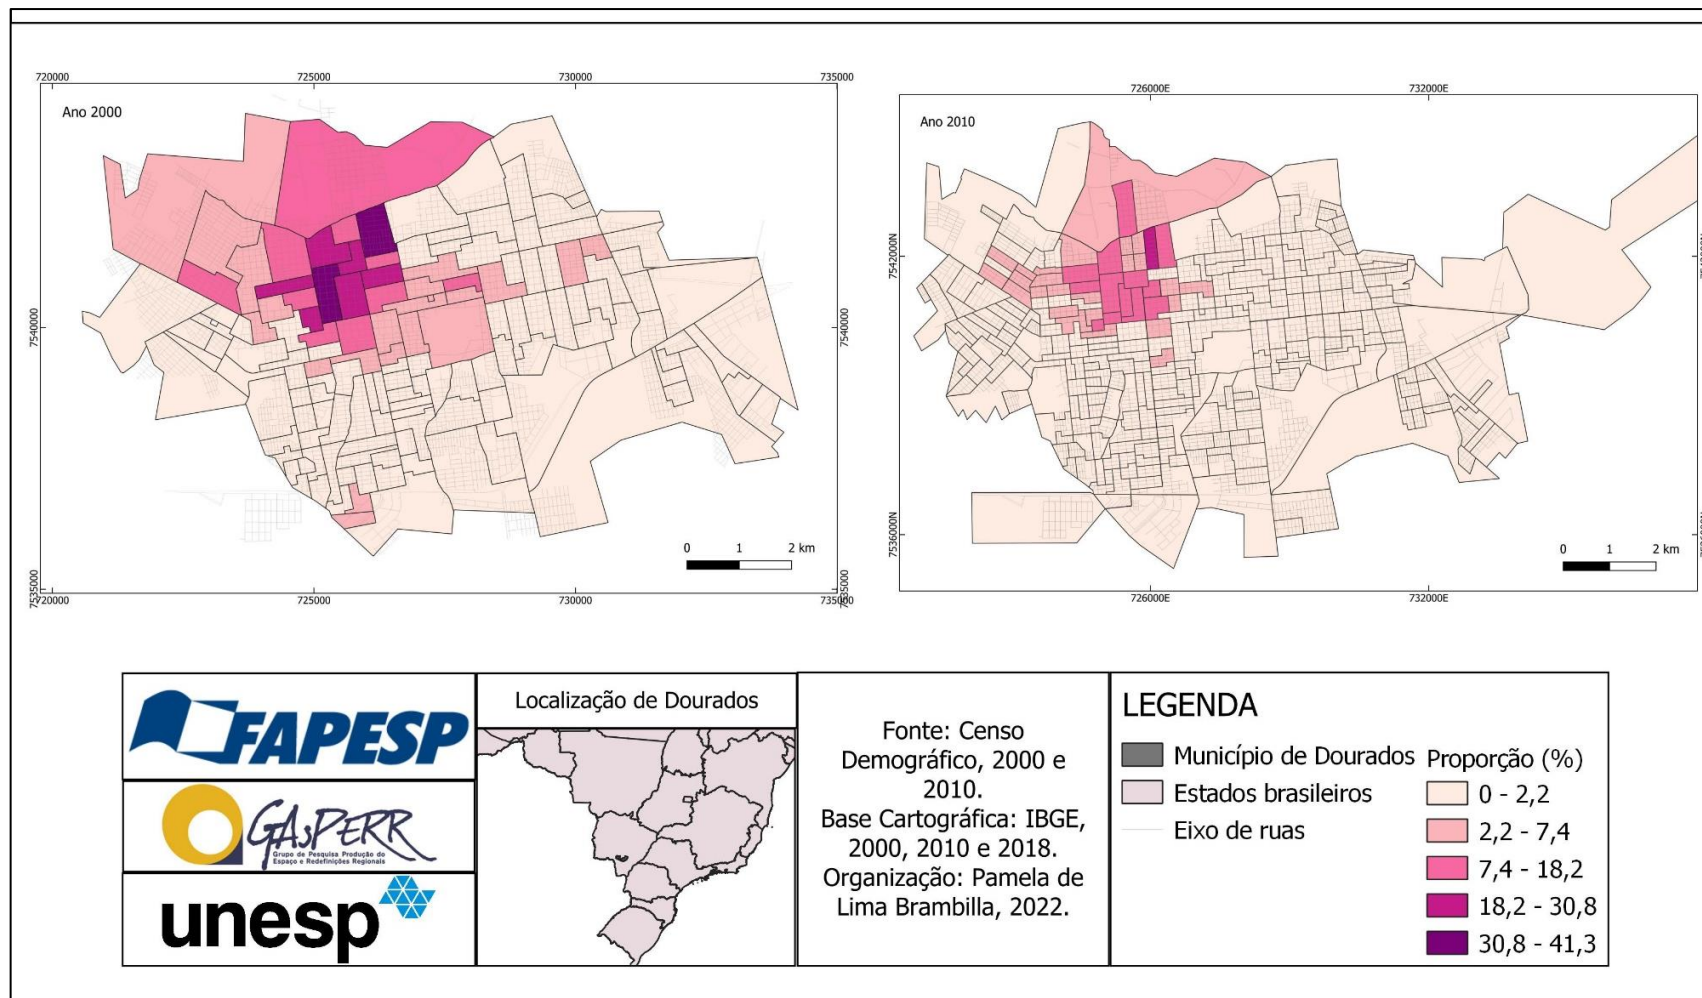 720000
725000
730000
735000
Ano 2000
7540000
7540000
7535000
7535000
0 1 2 km
720000
725000
730000
735000
726000E
732000E
Ano 2010
7542000N
7536000N
0 1 2 km
726000E
732000E
FAPESP
GAsPERR
Grupo de Pesquisa Produção do
Espaço e Redefinições Regionais
unesp
Localização de Dourados
Fonte: Censo
Demográfico, 2000 e
2010.
Base Cartográfica: IBGE,
2000, 2010 e 2018.
Organização: Pamela de
Lima Brambilla, 2022.
LEGENDA
Município de Dourados
Estados brasileiros
Eixo de ruas
Proporção (%)
0 - 2,2
2,2 - 7,4
7,4 - 18,2
18,2 - 30,8
30,8 - 41,3